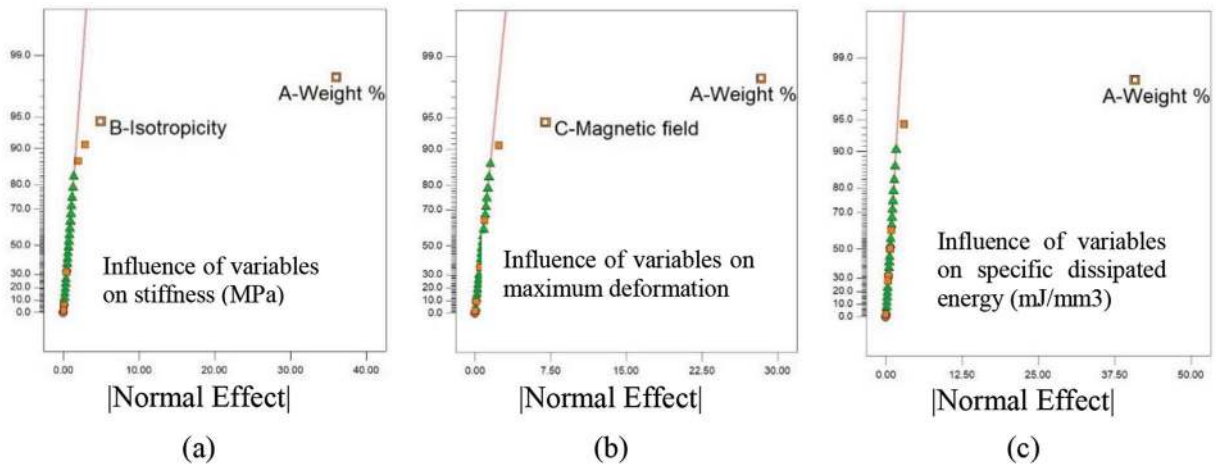 99.0
95.0
90.0
80.0
70.0
50.0
30.0
20.0
10.0
0.0
A-Weight %
B-Isotropicity
Influence of variables
on stiffness (MPa)
0.00 10.00 20.00 30.00 40.00
|Normal Effect|
(a)
99.0
95.0
90.0
80.0
70.0
50.0
30.0
20.0
10.0
0.0
A-Weight %
C-Magnetic field
Influence of variables on
maximum deformation
0.00 7.50 15.00 22.50 30.00
|Normal Effect|
(b)
99.0
95.0
90.0
80.0
70.0
50.0
30.0
20.0
10.0
0.0
A-Weight %
Influence of variables
on specific dissipated
energy (mJ/mm3)
0.00 12.50 25.00 37.50 50.00
|Normal Effect|
(c)